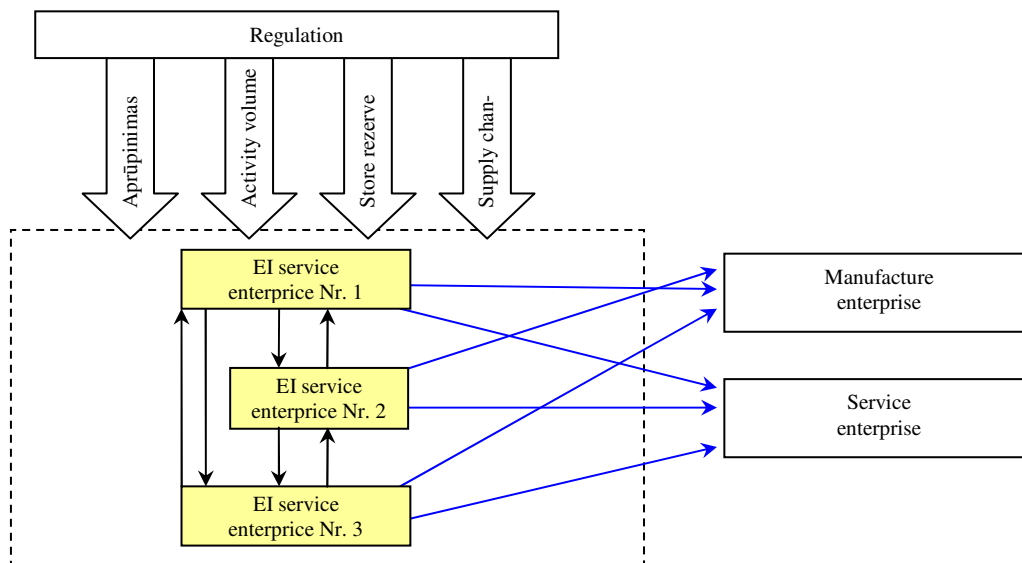 Regulation
Aprūpinimas
Activity volume
Store rezerve
Supply chan-
EI service
enterprice Nr. 1
Manufacture
enterprise
EI service
enterprice Nr. 2
Service
enterprise
EI service
enterprice Nr. 3